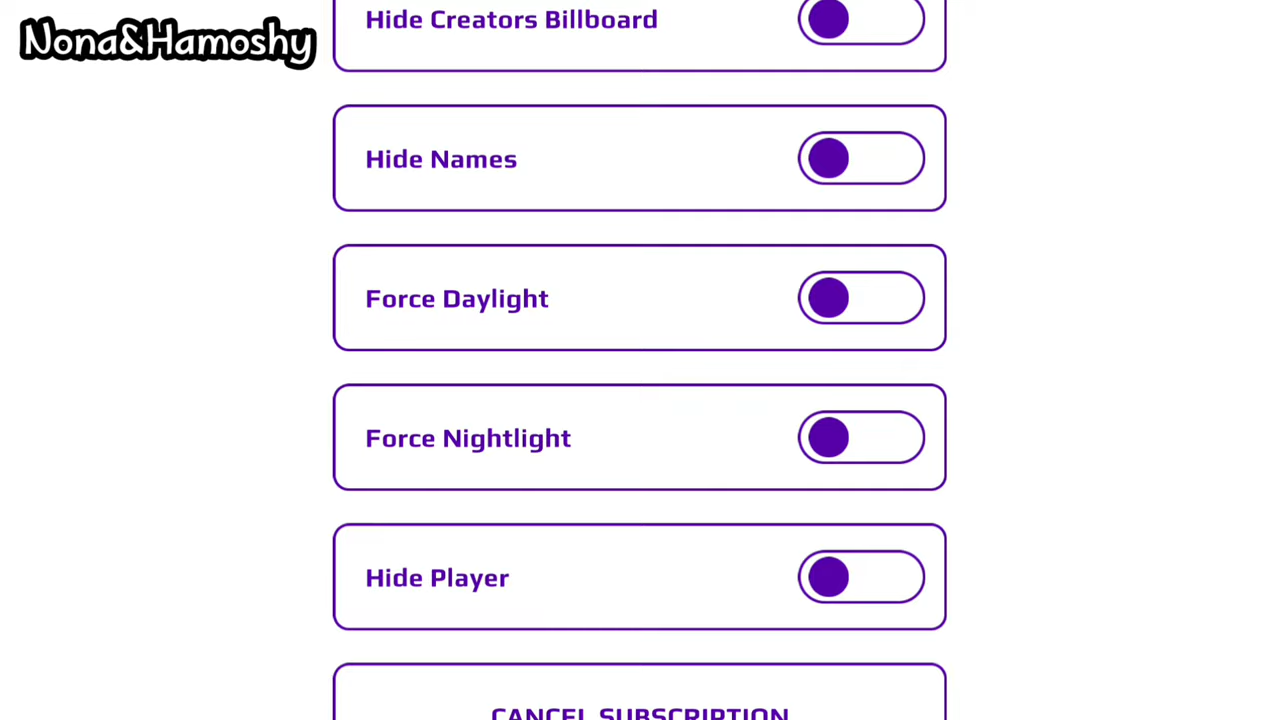 Nona&Hamoshy
Hide Creators Billboard
Hide Names
Force Daylight
Force Nightlight
Hide Player
CANCEL SUBSCRIPTION